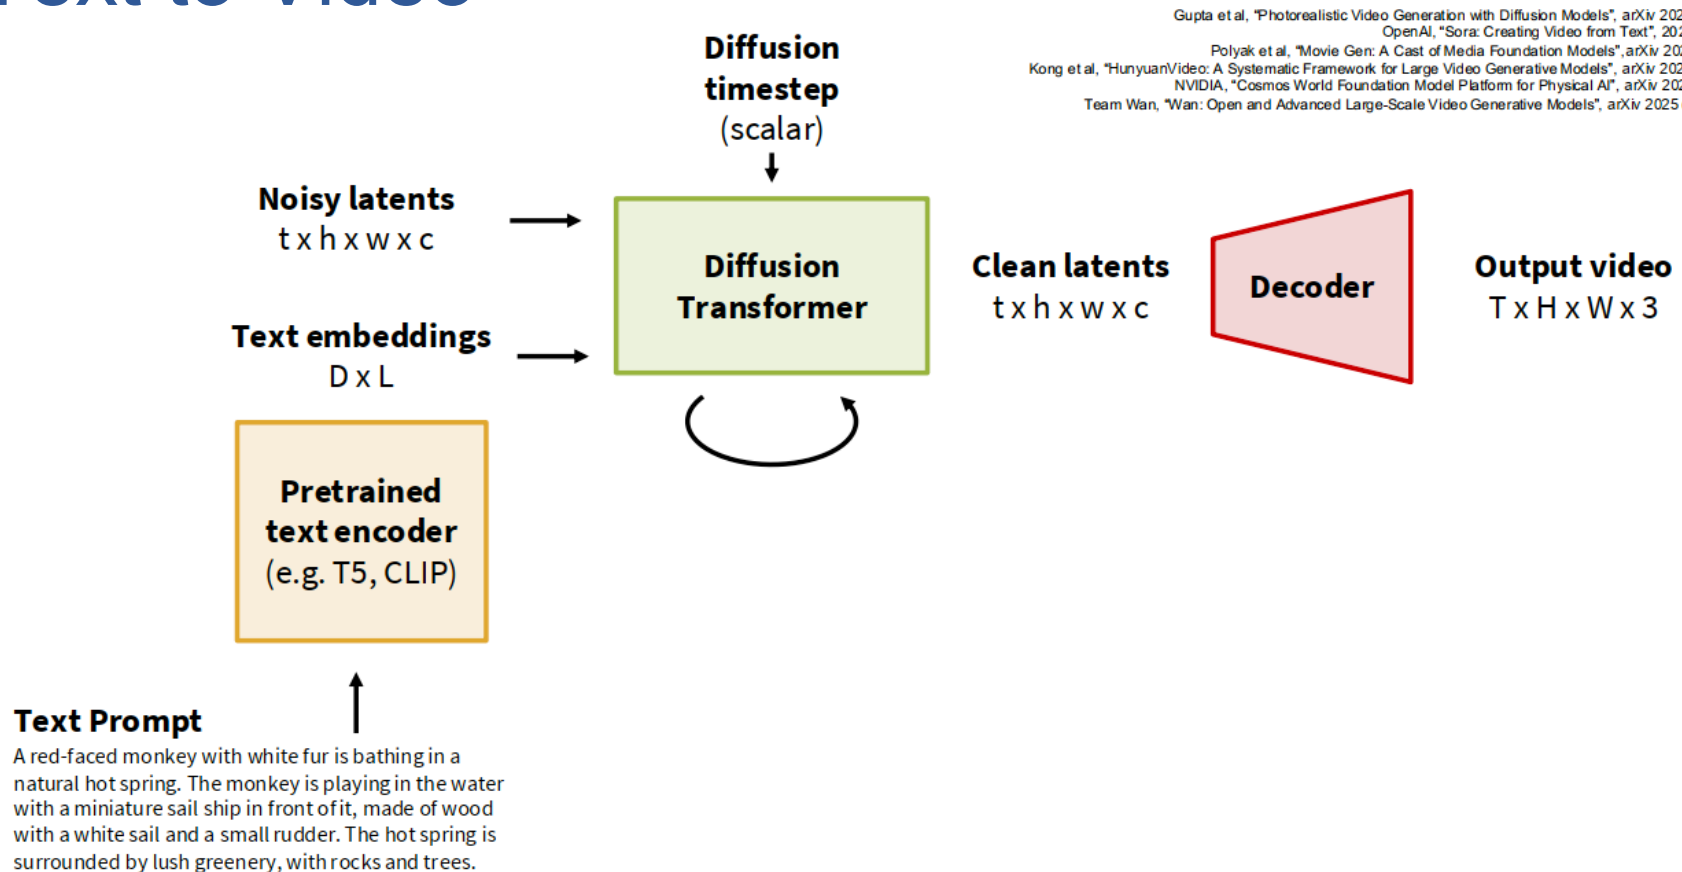 Text to Video
Gupta et al, "Photorealistic Video Generation with Diffusion Models", arXiv
OpenAI, "Sora: Creating Video from Text",
Polyak et al, "Movie Gen: A Cast of Media Foundation Models", arXiv
Kong et al, "HunyuanVideo: A Systematic Framework for Large Video Generative Models", arXiv
NVIDIA, "Cosmos World Foundation Model Platform for Physical AI", arXiv
Team Wan, "Wan: Open and Advanced Large-Scale Video Generative Models", arXiv 2025
Diffusion
timestep
(scalar)
Noisy latents
t x h x w x c
Text embeddings
D x L
Diffusion
Transformer
Clean latents
t x h x w x c
Decoder
Output video
T x H x W x 3
Pretrained
text encoder
(e.g. T5, CLIP)
Text Prompt
A red-faced monkey with white fur is bathing in a
natural hot spring. The monkey is playing in the water
with a miniature sail ship in front of it, made of wood
with a white sail and a small rudder. The hot spring is
surrounded by lush greenery, with rocks and trees.